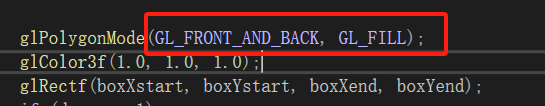 glPolygonMode(GL_FRONT_AND_BACK, GL_FILL);
glColor3f(1.0, 1.0, 1.0);
glRectf(boxXstart, boxYstart, boxXend, boxYend);